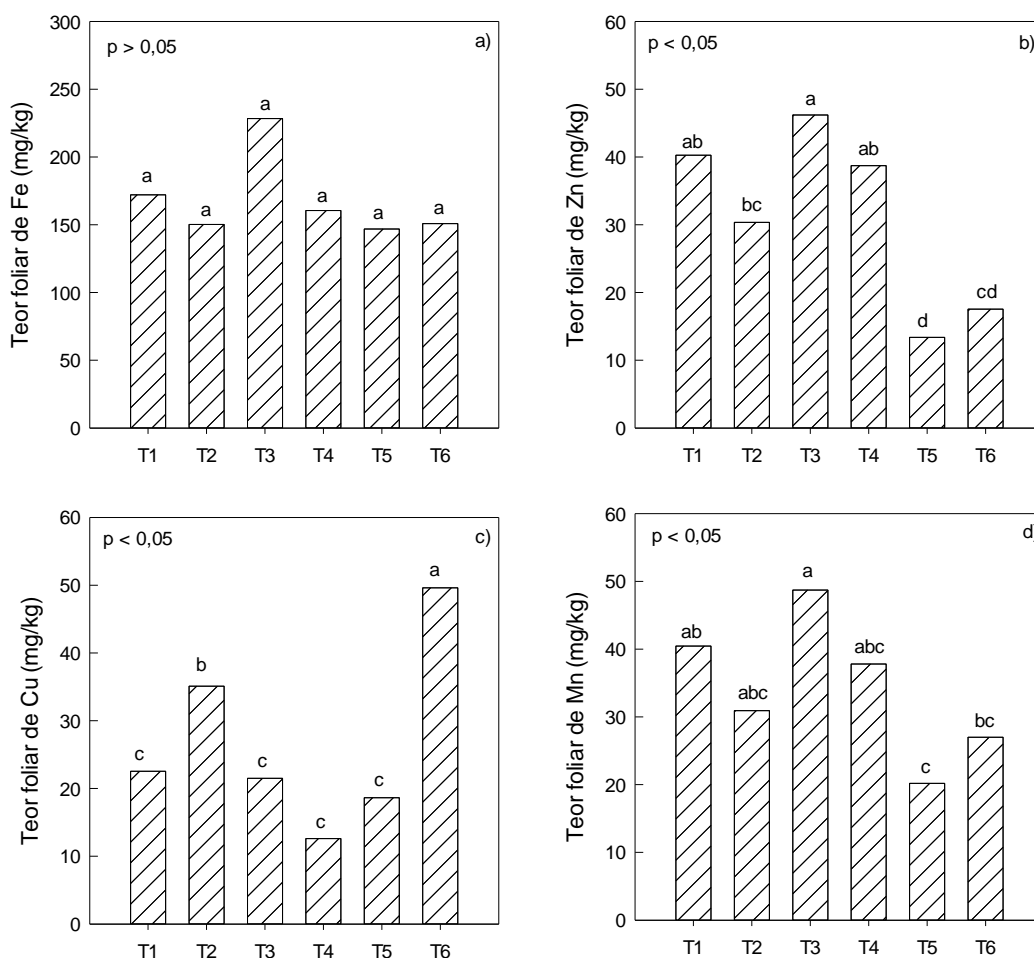 p > 0,05
a)
Teor foliar de Fe (mg/kg)
300
250
200
150
100
50
0
a
a
a
a
a
a
T1 T2 T3 T4 T5 T6
p < 0,05
b)
Teor foliar de Zn (mg/kg)
60
50
40
30
20
10
0
ab
bc
a
ab
d
cd
T1 T2 T3 T4 T5 T6
p < 0,05
c)
Teor foliar de Cu (mg/kg)
60
50
40
30
20
10
0
c
b
c
c
c
a
T1 T2 T3 T4 T5 T6
p < 0,05
d)
Teor foliar de Mn (mg/kg)
60
50
40
30
20
10
0
ab
abc
a
abc
c
bc
T1 T2 T3 T4 T5 T6